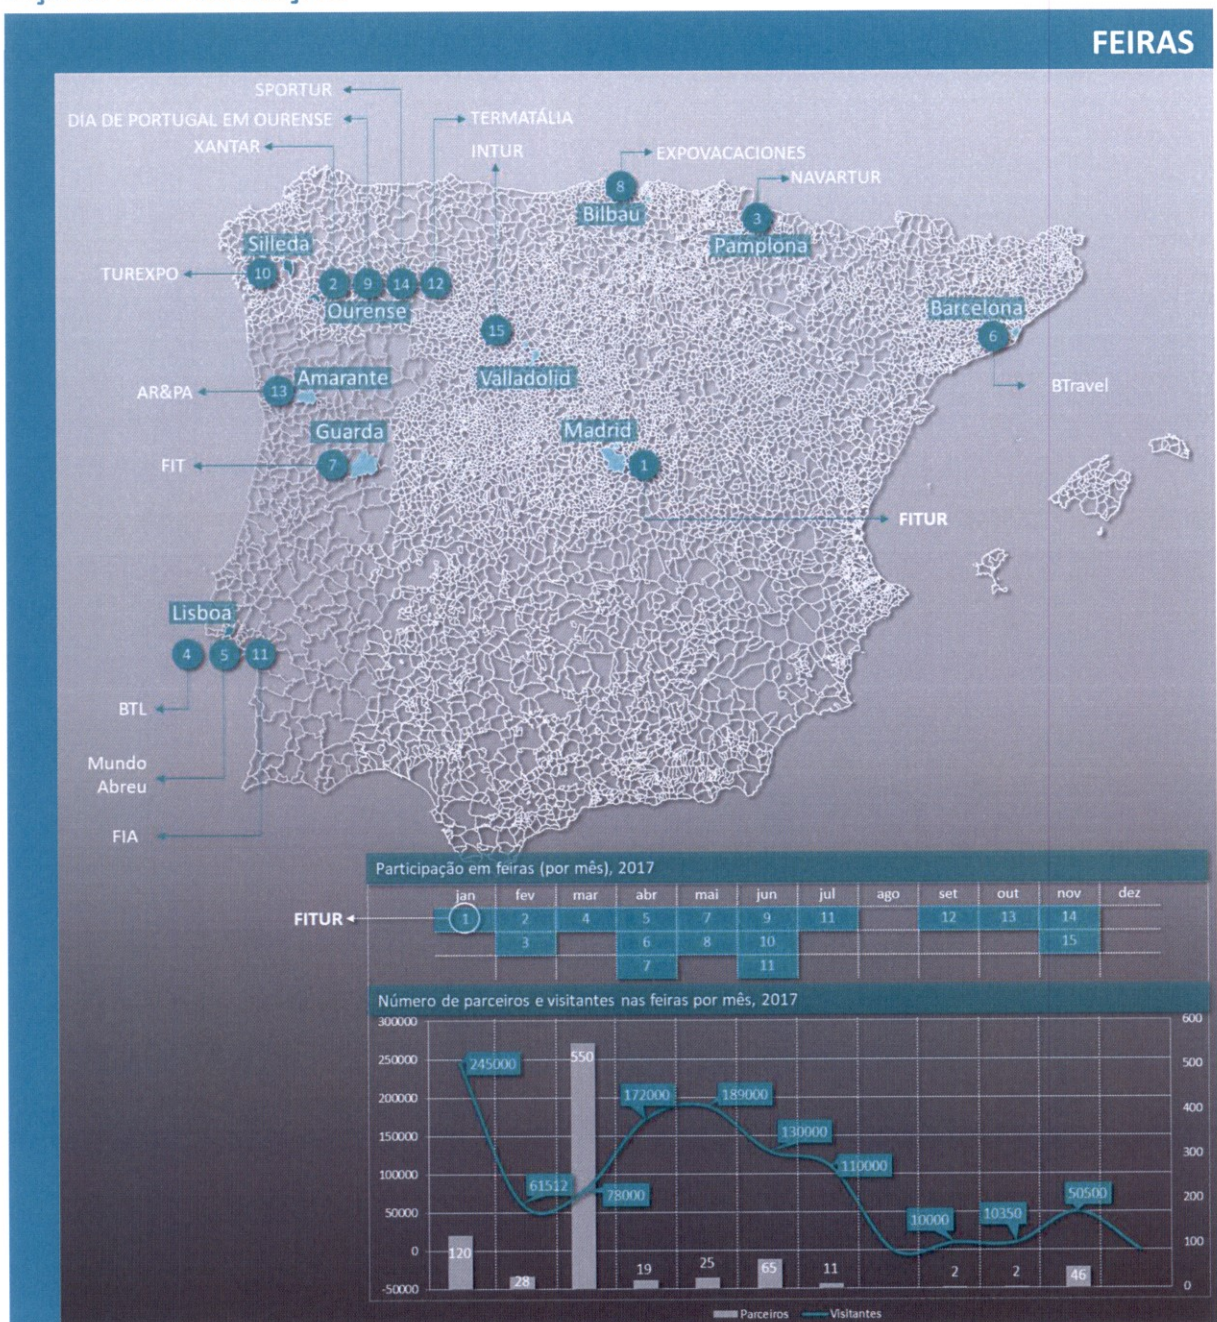 FEIRAS
SPORTUR
DIA DE PORTUGAL EM OURENSE
TERMATÁLIA
XANTAR
INTUR
EXPOVACACIONES
NAVARTUR
8
Bilbau
3
Pamplona
Silleda
TUREXPO
10
2
9
14
12
Ourense
15
Valladolid
Barcelona
6
BTravel
AR&PA
13
Amarante
Guarda
FIT
7
Madrid
1
FITUR
Lisboa
4
5
11
BTL
Mundo
Abreu
FIA
Participação em feiras (por mês), 2017
jan fev mar abr mai jun jul ago set out nov dez
FITUR 1 2 4 5 7 9 11 12 13 14
3 6 8 10 15
7 11
Número de parceiros e visitantes nas feiras por mês, 2017
300000
250000
200000
150000
100000
50000
0
-50000
600
500
400
300
200
100
0
245000
61512
78000
172000
189000
130000
110000
10000
10350
50500
120
28
550
19
25
65
11
2
2
46
Parceiros Visitantes